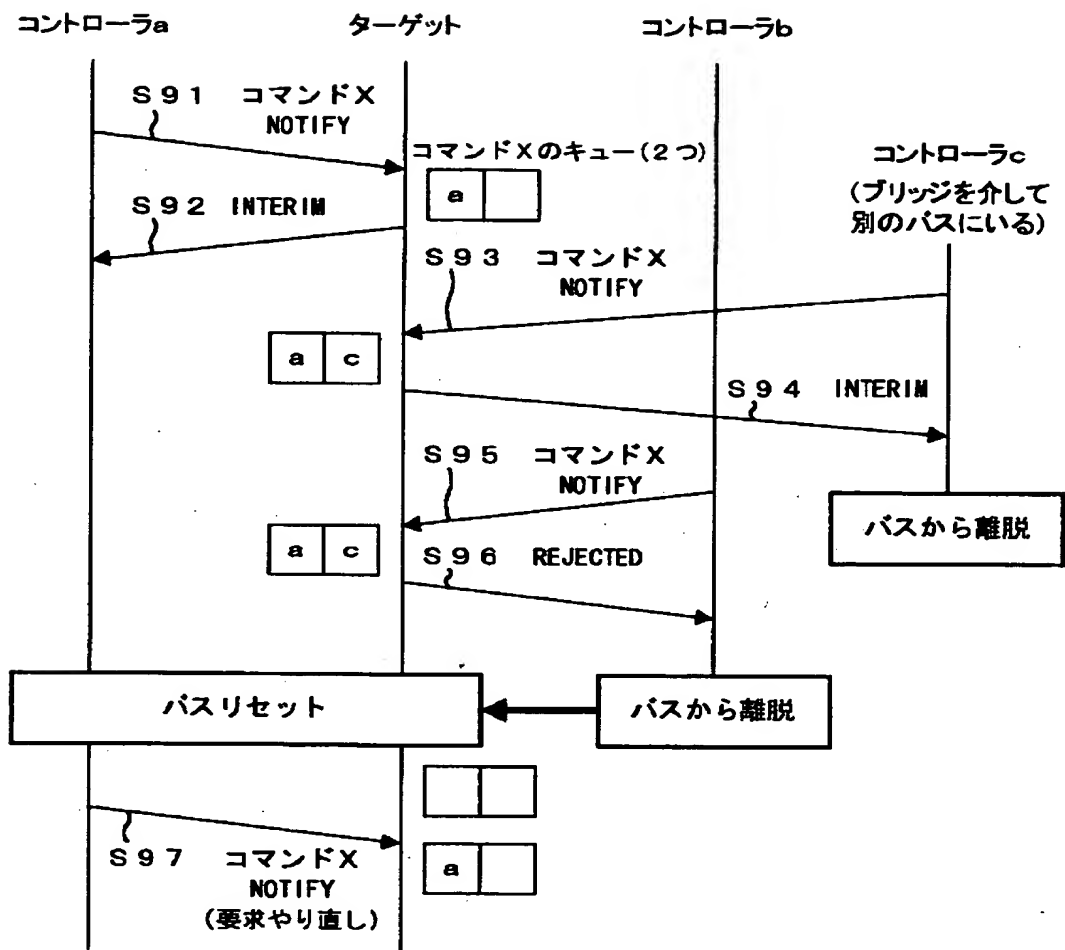 コントローラa
ターゲット
コントローラb
S91 コマンドX
NOTIFY
コマンドXのキュー(2つ)
a
コントローラc
(ブリッジを介して
別のバスにいる)
S92 INTERIM
S93 コマンドX
NOTIFY
a c
S94 INTERIM
S95 コマンドX
NOTIFY
バスから離脱
a c
S96 REJECTED
バスリセット
バスから離脱
S97 コマンドX
NOTIFY
(要求やり直し)
a